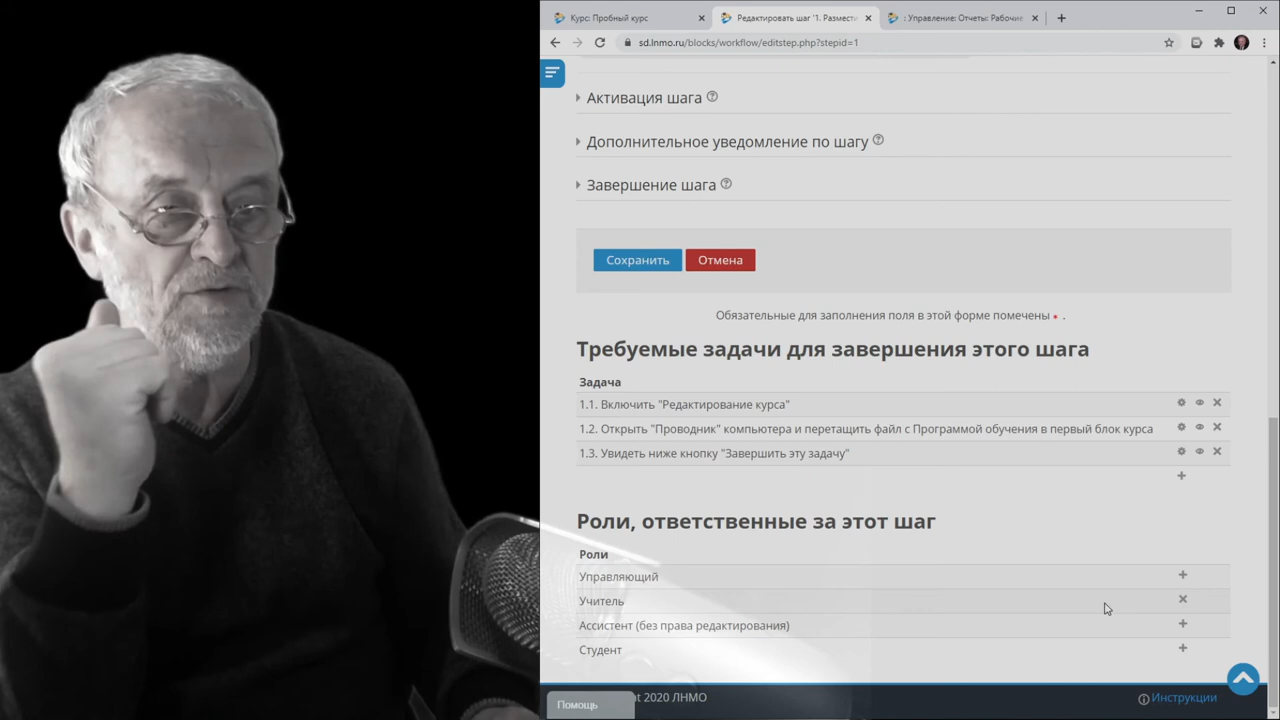 Курс: Пробный курс
Редактировать шаг '1. Размести
: Управление: Отчеты: Рабочие
sd.lnmo.ru/blocks/workflow/editstep.php?stepid=1
Активация шага
Дополнительное уведомление по шагу
Завершение шага
Сохранить Отмена
Обязательные для заполнения поля в этой форме помечены .
Требуемые задачи для завершения этого шага
Задача
1.1. Включить "Редактирование курса"
1.2. Открыть "Проводник" компьютера и перетащить файл с Программой обучения в первый блок курса
1.3. Увидеть ниже кнопку "Завершить эту задачу"
Роли, ответственные за этот шаг
Роли
Управляющий
Учитель
Ассистент (без права редактирования)
Студент
Помощь
t 2020 ЛНМО
Инструкции